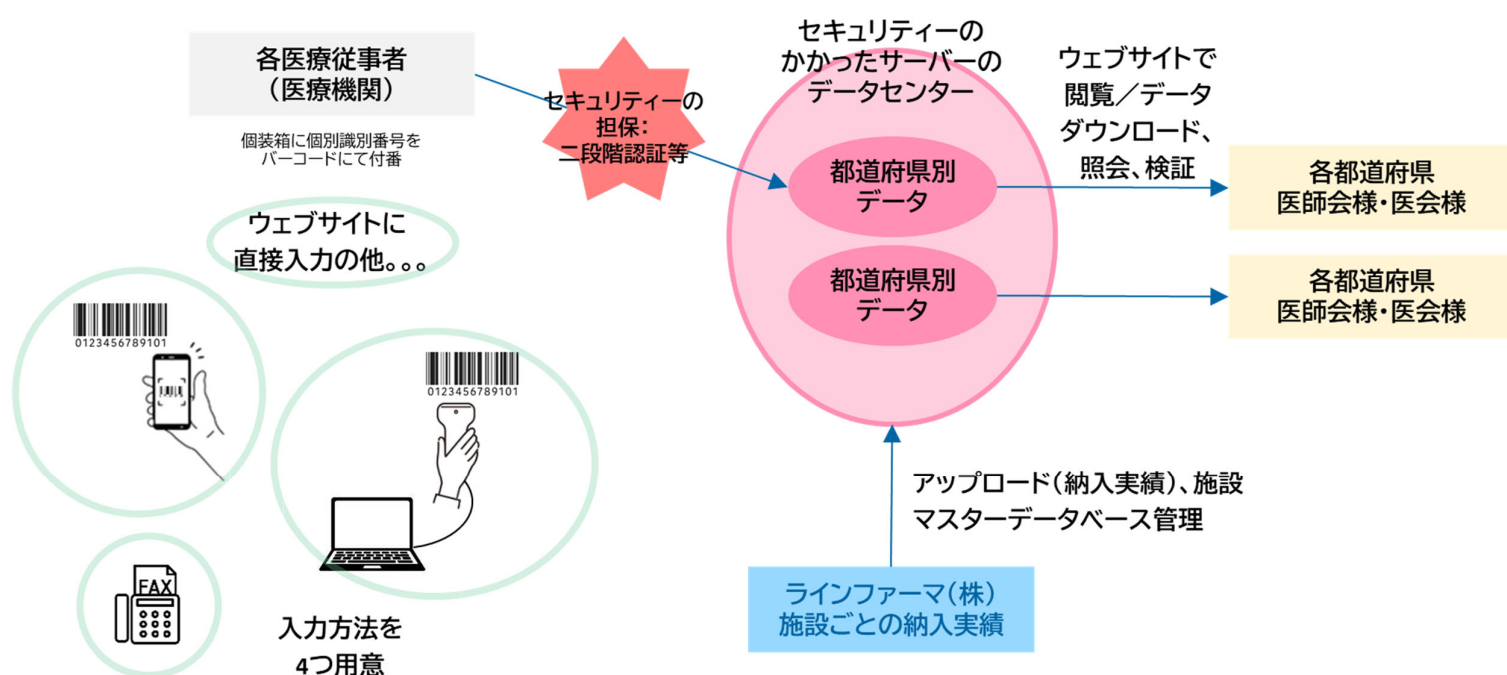 各医療従事者
（医療機関）
個装箱に個別識別番号を
バーコードにて付番
セキュリティーの
担保：
二段階認証等
セキュリティーの
かかったサーバーの
データセンター
都道府県別
データ
都道府県別
データ
ウェブサイトで
閲覧／データ
ダウンロード、
照会、検証
各都道府県
医師会様・医会様
各都道府県
医師会様・医会様
ウェブサイトに
直接入力の他。。。
0123456789101
0123456789101
FAX
入力方法を
4つ用意
アップロード（納入実績）、施設
マスターデータベース管理
ラインファーマ（株）
施設ごとの納入実績